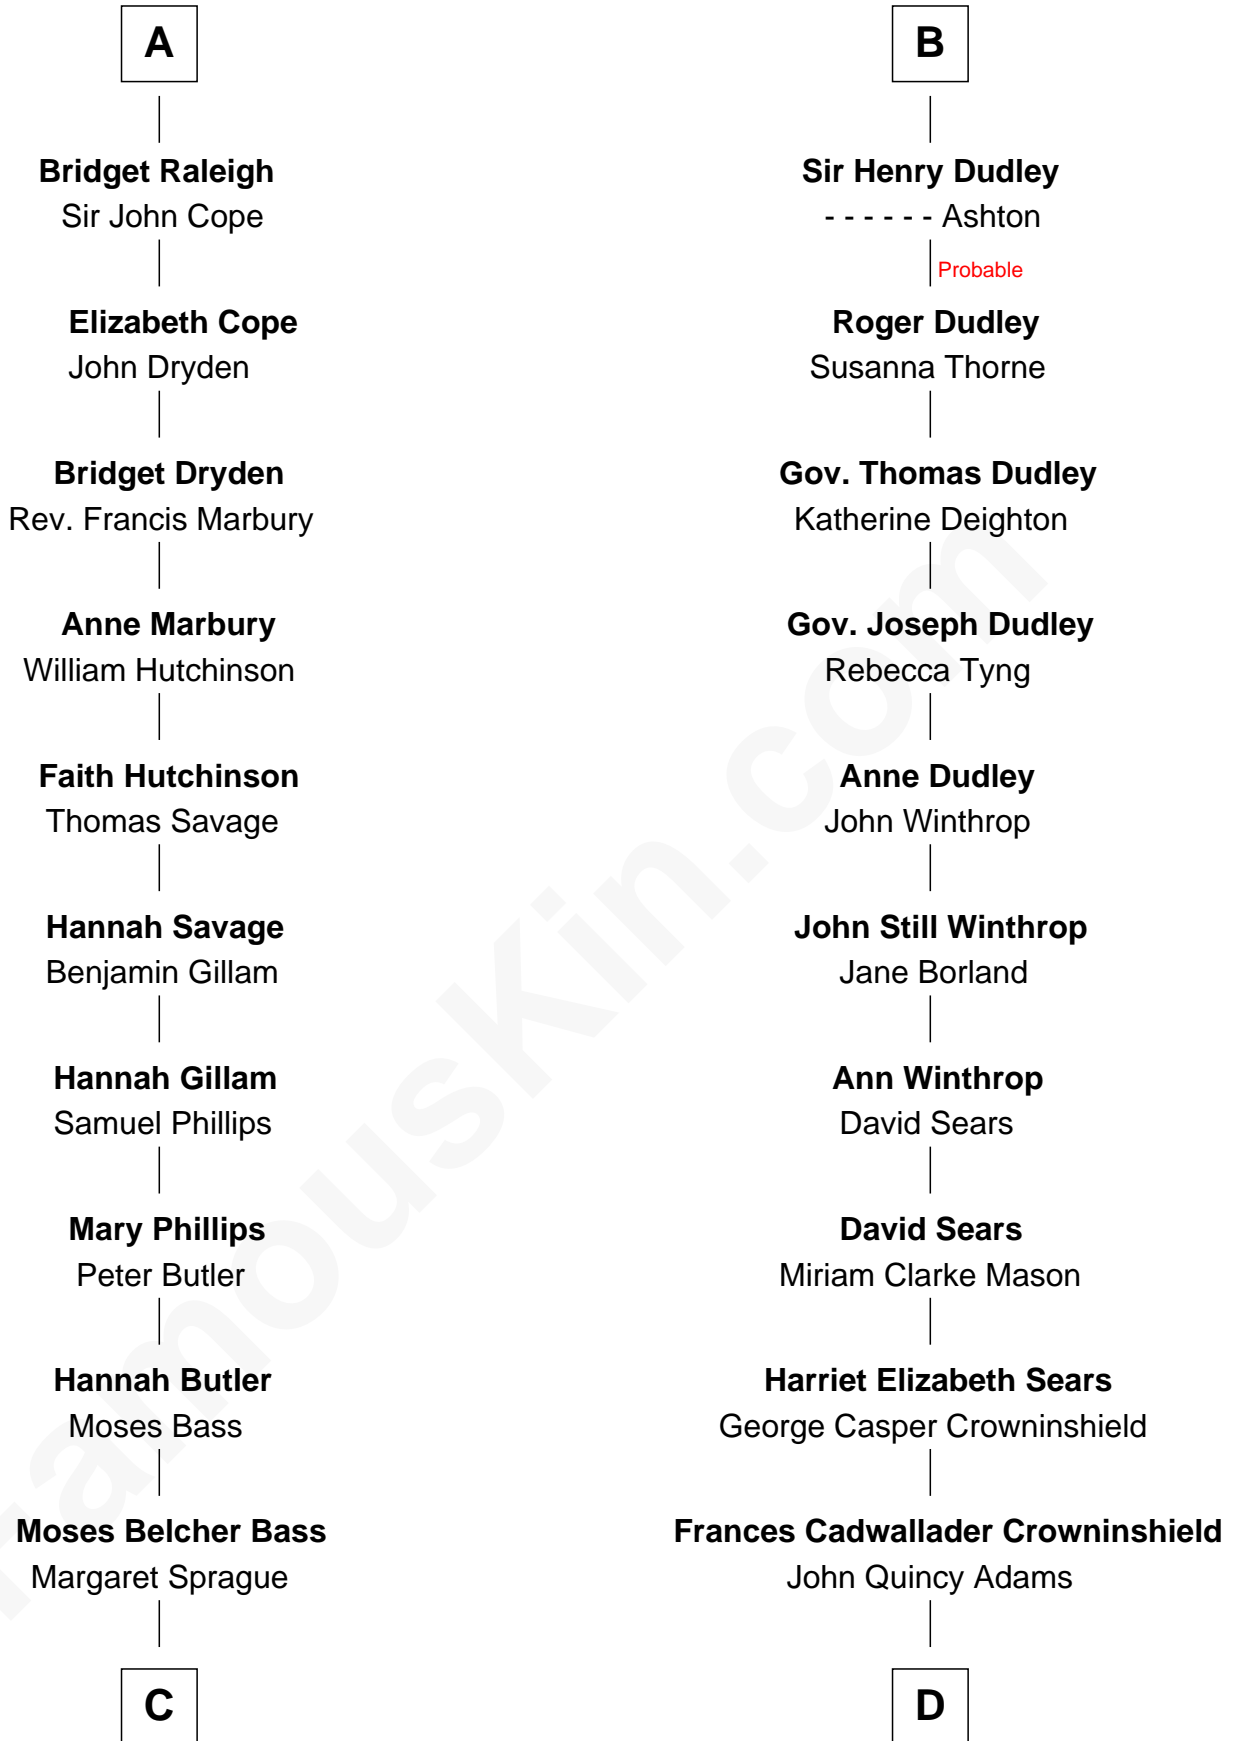 A
Bridget Raleigh
Sir John Cope
Elizabeth Cope
John Dryden
Bridget Dryden
Rev. Francis Marbury
Anne Marbury
William Hutchinson
Faith Hutchinson
Thomas Savage
Hannah Savage
Benjamin Gillam
Hannah Gillam
Samuel Phillips
Mary Phillips
Peter Butler
Hannah Butler
Moses Bass
Moses Belcher Bass
Margaret Sprague
C
B
Sir Henry Dudley
- - - - - - Ashton
Probable
Roger Dudley
Susanna Thorne
Gov. Thomas Dudley
Katherine Deighton
Gov. Joseph Dudley
Rebecca Tyng
Anne Dudley
John Winthrop
John Still Winthrop
Jane Borland
Ann Winthrop
David Sears
David Sears
Miriam Clarke Mason
Harriet Elizabeth Sears
George Casper Crowninshield
Frances Cadwallader Crowninshield
John Quincy Adams
D
FamousKin.com